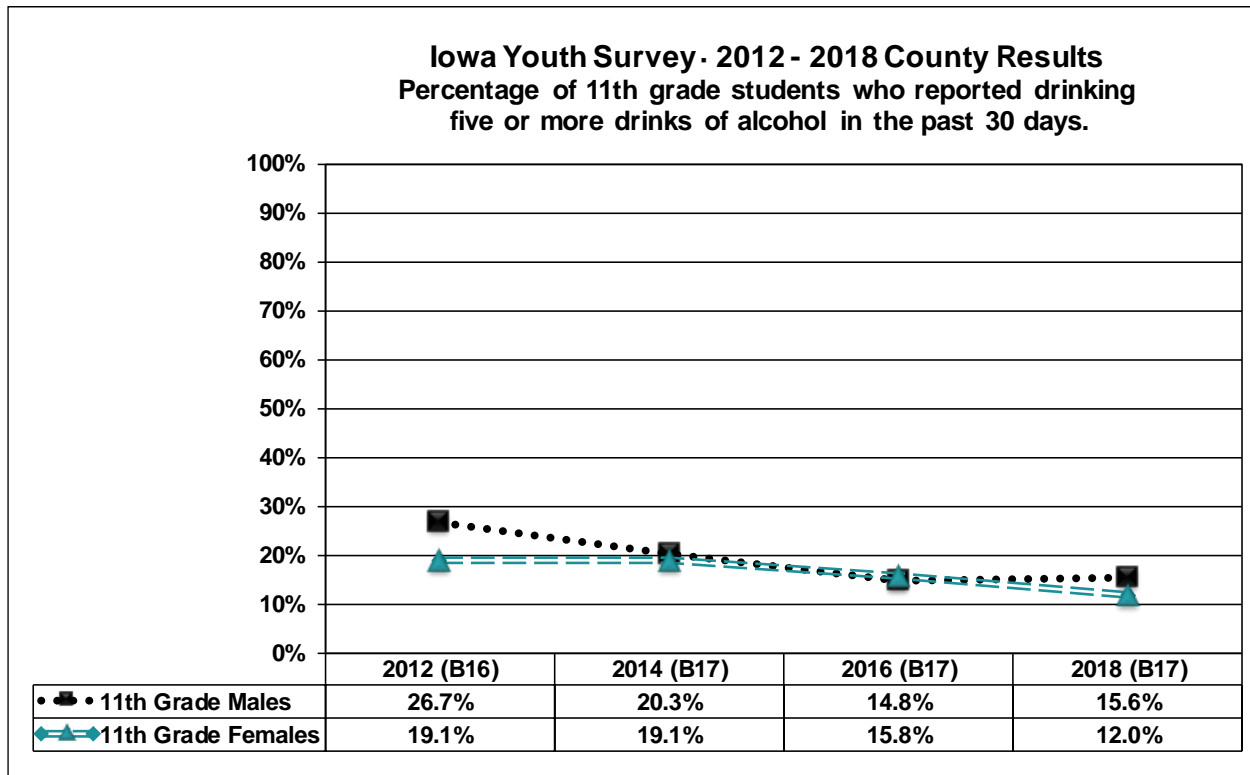 Iowa Youth Survey · 2012 - 2018 County Results
Percentage of 11th grade students who reported drinking
five or more drinks of alcohol in the past 30 days.
100%
90%
80%
70%
60%
50%
40%
30%
20%
10%
0%
2012 (B16) 2014 (B17) 2016 (B17) 2018 (B17)
11th Grade Males 26.7% 20.3% 14.8% 15.6%
11th Grade Females 19.1% 19.1% 15.8% 12.0%